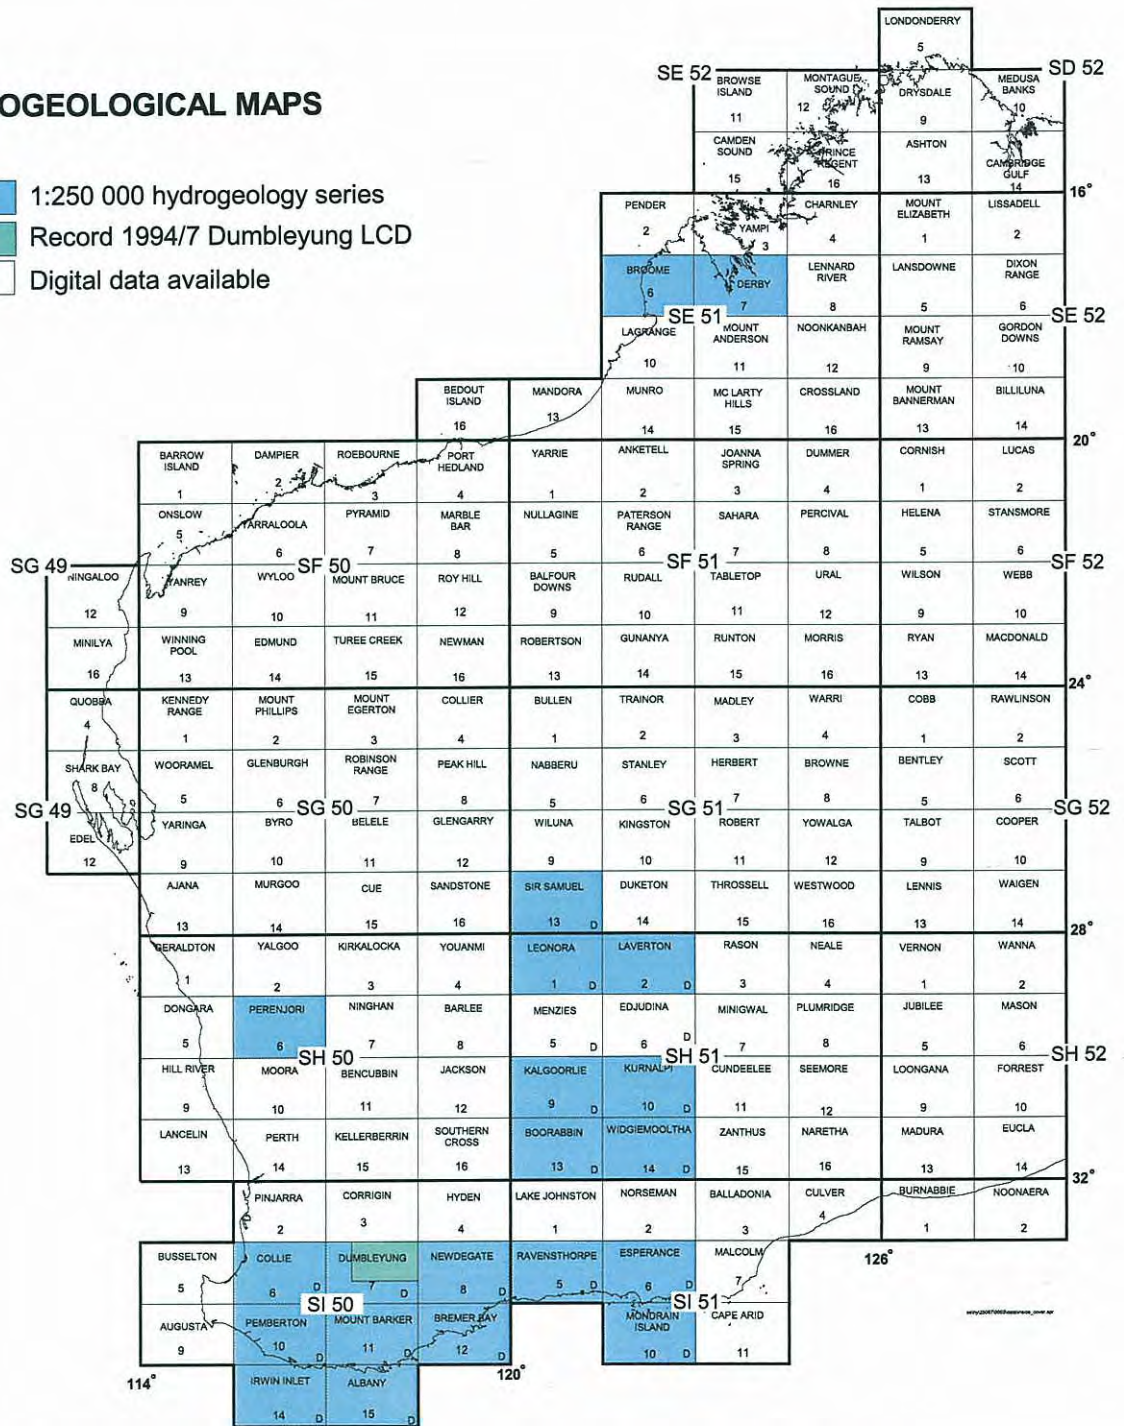 OGEOLOGICAL MAPS
1:250 000 hydrogeology series
Record 1994/7 Dumbleyung LCD
Digital data available
LONDONDERRY
5
SE 52
SD 52
BROWSE
ISLAND
11
MONTAGUE
SOUND
12
DRYSDALE
9
MEDUSA
BANKS
10
CAMDEN
SOUND
15
PRINCE
REGENT
16
ASHTON
13
CAMBRIDGE
GULF
14
16°
PENDER
2
YAMPI
3
CHARNLEY
4
MOUNT
ELIZABETH
1
LISSADELL
2
BROOME
6
DERBY
7
LENNARD
RIVER
8
LANSDOWNE
5
DIXON
RANGE
6
SE 51
SE 52
LAGRANGE
10
MOUNT
ANDERSON
11
NOONKANBAH
12
MOUNT
RAMSAY
9
GORDON
DOWNS
10
BEDOUT
ISLAND
16
MANDORA
13
MUNRO
14
MC LARTY
HILLS
15
CROSSLAND
16
MOUNT
BANNERMAN
13
BILLILUNA
14
20°
BARROW
ISLAND
1
DAMPIER
2
ROEBOURNE
3
PORT
HEDLAND
4
YARRIE
1
ANKETELL
2
JOANNA
SPRING
3
DUMMER
4
CORNISH
1
LUCAS
2
ONSLOW
5
YARRALOOLA
6
PYRAMID
7
MARBLE
BAR
8
NULLAGINE
5
PATERSON
RANGE
6
SAHARA
7
PERCIVAL
8
HELENA
5
STANSMORE
6
SG 49
SF 50
SF 51
SF 52
NINGALOO
12
YANREY
9
WYLOO
10
MOUNT BRUCE
11
ROY HILL
12
BALFOUR
DOWNS
9
RUDALL
10
TABLETOP
11
URAL
12
WILSON
9
WEBB
10
MINILYA
16
WINNING
POOL
13
EDMUND
14
TUREE CREEK
15
NEWMAN
16
ROBERTSON
13
GUNANYA
14
RUNTON
15
MORRIS
16
RYAN
13
MACDONALD
14
24°
QUOBBA
4
KENNEDY
RANGE
1
MOUNT
PHILLIPS
2
MOUNT
EGERTON
3
COLLIER
4
BULLEN
1
TRAINOR
2
MADLEY
3
WARRI
4
COBB
1
RAWLINSON
2
SHARK BAY
8
WOORAMEL
5
GLENBURGH
6
ROBINSON
RANGE
7
PEAK HILL
8
NABBERU
5
STANLEY
6
HERBERT
7
BROWNE
8
BENTLEY
5
SCOTT
6
SG 49
SG 50
SG 51
SG 52
EDEL
12
YARINGA
9
BYRO
10
BELELE
11
GLENGARRY
12
WILUNA
9
KINGSTON
10
ROBERT
11
YOWALGA
12
TALBOT
9
COOPER
10
AJANA
13
MURGOO
14
CUE
15
SANDSTONE
16
SIR SAMUEL
13 D
DUKETON
14
THROSSELL
15
WESTWOOD
16
LENNIS
13
WAIGEN
14
28°
GERALDTON
1
YALGOO
2
KIRKALOCKA
3
YOUANMI
4
LEONORA
1 D
LAVERTON
2 D
RASON
3
NEALE
4
VERNON
1
WANNA
2
DONGARA
5
PERENJORI
6
NINGHAN
7
BARLEE
8
MENZIES
5 D
EDJUDINA
6 D
MINIGWAL
7
PLUMRIDGE
8
JUBILEE
5
MASON
6
SH 50
SH 51
SH 52
HILL RIVER
9
MOORA
10
BENCUBBIN
11
JACKSON
12
KALGOORLIE
9 D
KURNALPI
10 D
CUNDEELEE
11
SEEMORE
12
LOONGANA
9
FORREST
10
LANCELIN
13
PERTH
14
KELLERBERRIN
15
SOUTHERN
CROSS
16
BOORABBIN
13 D
WIDGIEMOOLTHA
14 D
ZANTHUS
15
NARETHA
16
MADURA
13
EUCLA
14
32°
PINJARRA
2
CORRIGIN
3
HYDEN
4
LAKE JOHNSTON
1
NORSEMAN
2
BALLADONIA
3
CULVER
4
BURNABBIE
1
NOONAERA
2
BUSSELTON
5
COLLIE
6 D
DUMBLEYUNG
7 D
NEWDEGATE
8 D
RAVENSTHORPE
5 D
ESPERANCE
6 D
MALCOLM
7
126°
SI 50
SI 51
AUGUSTA
9
PEMBERTON
10 D
MOUNT BARKER
11 D
BREMER BAY
12 D
MONDRAIN
ISLAND
10 D
CAPE ARID
11
114°
120°
IRWIN INLET
14 D
ALBANY
15 D